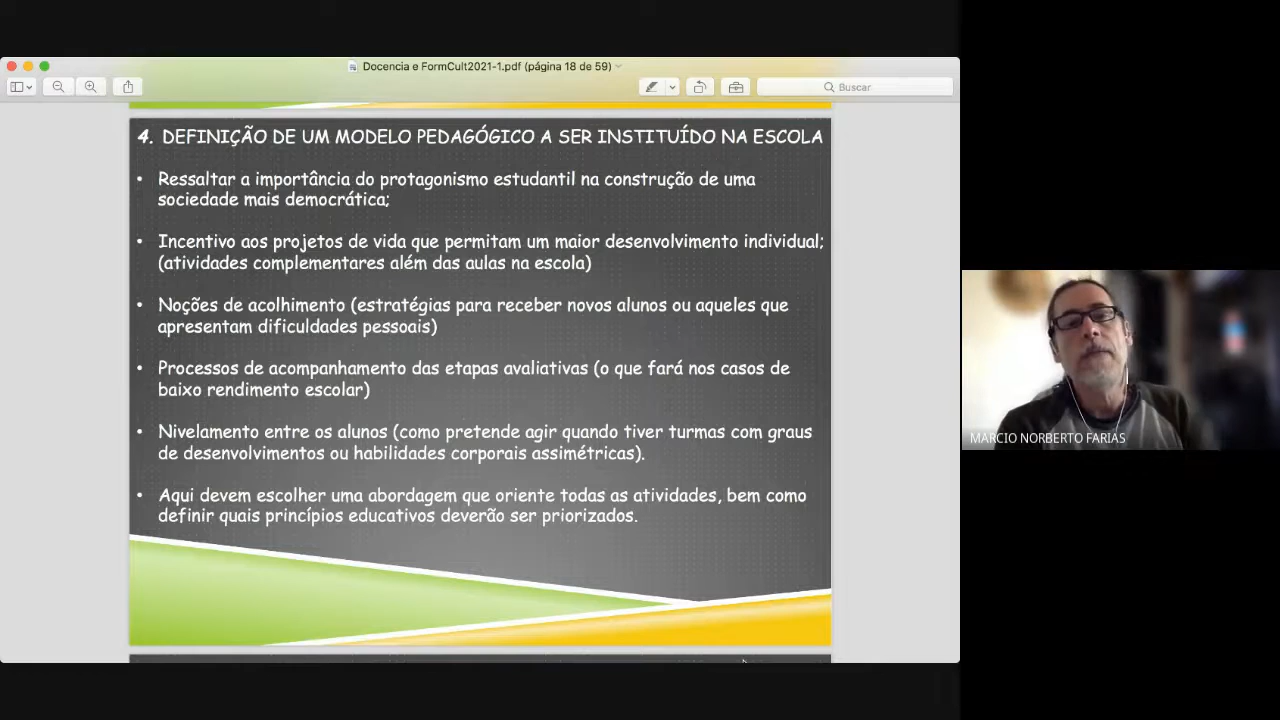 Docencia e FormCult2021-1.pdf (página 18 de 59)
Buscar
4. DEFINIÇÃO DE UM MODELO PEDAGÓGICO A SER INSTITUÍDO NA ESCOLA
• Ressaltar a importância do protagonismo estudantil na construção de uma
sociedade mais democrática;
• Incentivo aos projetos de vida que permitam um maior desenvolvimento individual;
(atividades complementares além das aulas na escola)
• Noções de acolhimento (estratégias para receber novos alunos ou aqueles que
apresentam dificuldades pessoais)
• Processos de acompanhamento das etapas avaliativas (o que fará nos casos de
baixo rendimento escolar)
• Nivelamento entre os alunos (como pretende agir quando tiver turmas com graus
de desenvolvimentos ou habilidades corporais assimétricas).
• Aqui devem escolher uma abordagem que oriente todas as atividades, bem como
definir quais princípios educativos deverão ser priorizados.
MARCIO NORBERTO FARIAS